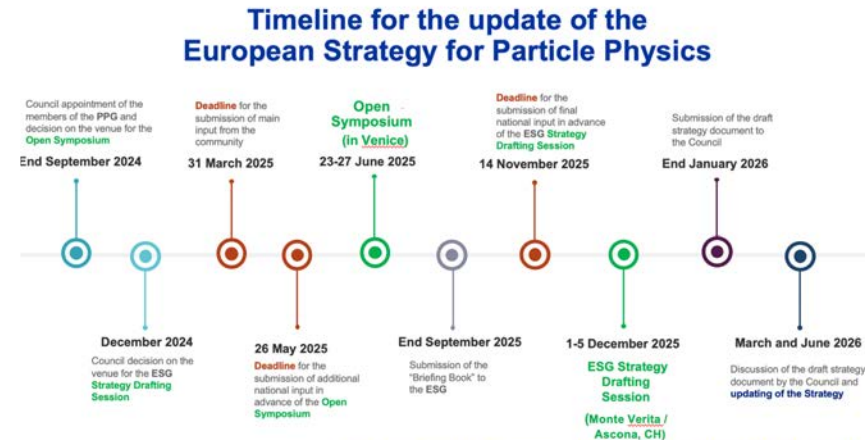 Timeline for the update of the
European Strategy for Particle Physics
Council appointment of the
members of the PPG and
decision on the venue for the
Open Symposium
End September 2024
Deadline for the
submission of main
input from the
community
31 March 2025
Open
Symposium
(in Venice)
23-27 June 2025
Deadline for the
submission of final
national input in advance
of the ESG Strategy
Drafting Session
14 November 2025
Submission of the draft
strategy document to
the Council
End January 2026
December 2024
Council decision on the
venue for the ESG
Strategy Drafting
Session
26 May 2025
Deadline for the
submission of additional
national input in
advance of the Open
Symposium
End September 2025
Submission of the
"Briefing Book" to
the ESG
1-5 December 2025
ESG Strategy
Drafting
Session
(Monte Verita /
Ascona, CH)
March and June 2026
Discussion of the draft strategy
document by the Council and
updating of the Strategy